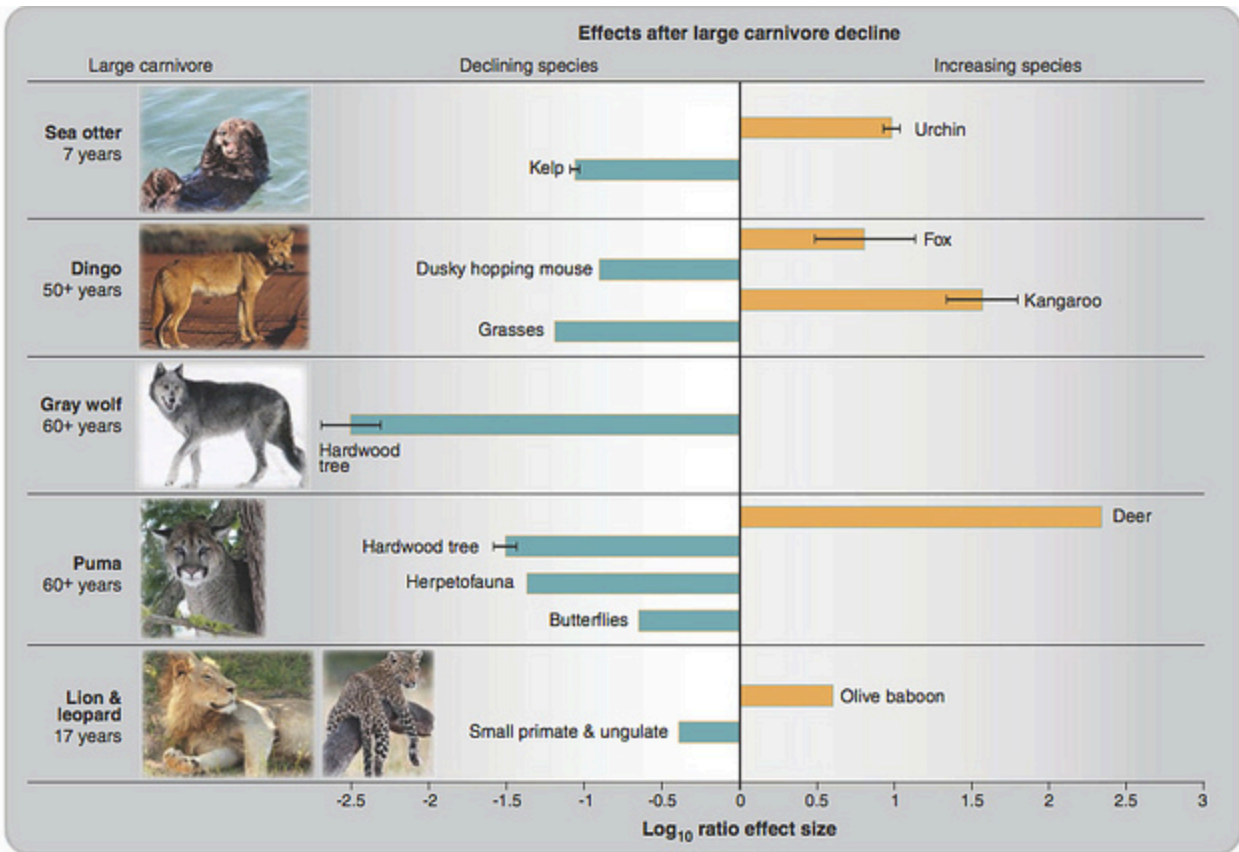 Effects after large carnivore decline
Large carnivore Declining species Increasing species
Sea otter
7 years
Urchin
Kelp
Dingo
50+ years
Fox
Dusky hopping mouse
Kangaroo
Grasses
Gray wolf
60+ years
Hardwood
tree
Puma
60+ years
Deer
Hardwood tree
Herpetofauna
Butterflies
Lion &
leopard
17 years
Olive baboon
Small primate & ungulate
-2.5 -2 -1.5 -1 -0.5 0 0.5 1 1.5 2 2.5 3
Log₁₀ ratio effect size